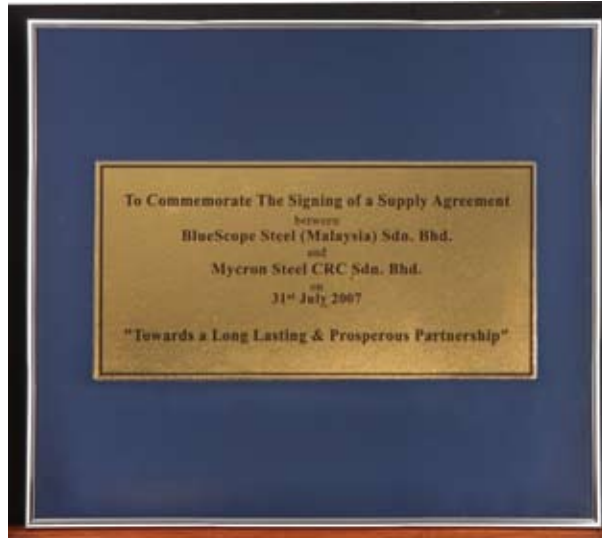 To Commemorate The Signing of a Supply Agreement
between
BlueScope Steel (Malaysia) Sdn. Bhd.
and
Mycron Steel CRC Sdn. Bhd.
on
31st July 2007
"Towards a Long Lasting & Prosperous Partnership"